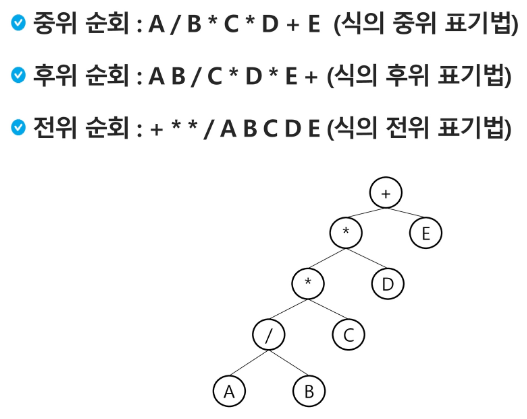 중위 순회 : A / B * C * D + E (식의 중위 표기법)
후위 순회 : A B / C * D * E + (식의 후위 표기법)
전위 순회 : + * * / A B C D E (식의 전위 표기법)
+
* E
* D
/ C
A B